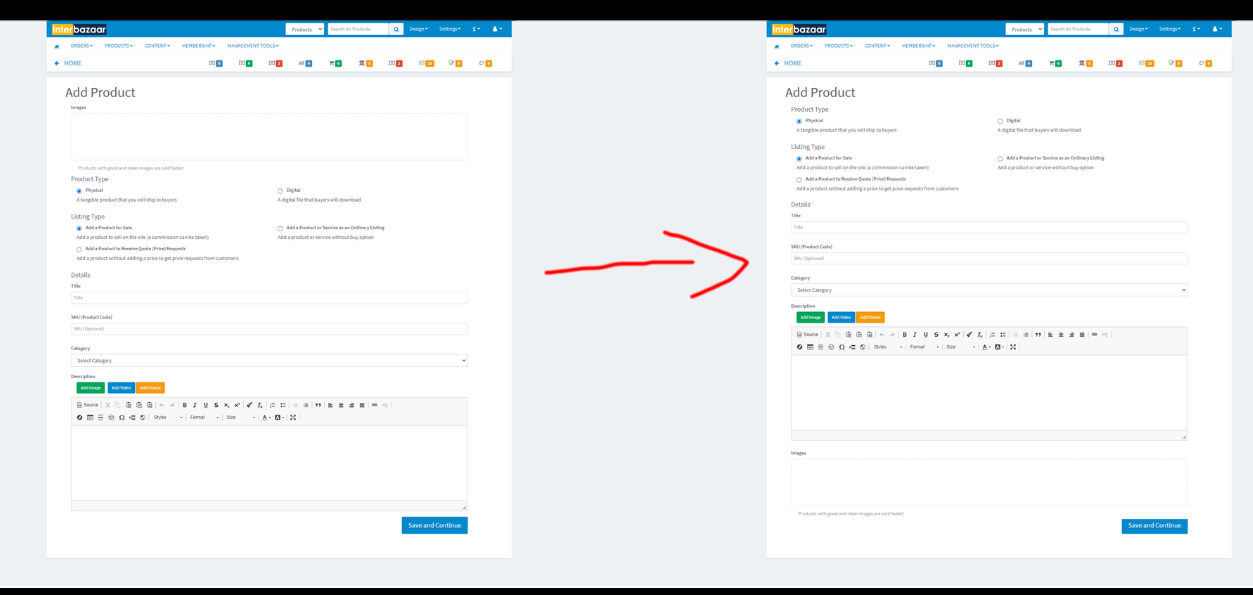 interbazaar Products Search for Products Design Settings
ORDERS PRODUCTS CONTENT MEMBERSHIP MANAGEMENT TOOLS
HOME
Add Product
Images
Products with good and clear images are sold faster!
Product Type
Physical Digital
A tangible product that you will ship to buyers A digital file that buyers will download
Listing Type
Add a Product for Sale Add a Product or Service as an Ordinary Listing
Add a product to sell on the site (a commission can be taken) Add a product or service without buy option
Add a Product to Receive Quote (Price) Requests
Add a product without adding a price to get price requests from customers
Details
Title
Title
SKU (Product Code)
SKU (Optional)
Category
Select Category
Description
Add Image Add Video Add Iframe
Source B I U S
Styles Format Size A A
Save and Continue
interbazaar Products Search for Products Design Settings
ORDERS PRODUCTS CONTENT MEMBERSHIP MANAGEMENT TOOLS
HOME
Add Product
Product Type
Physical Digital
A tangible product that you will ship to buyers A digital file that buyers will download
Listing Type
Add a Product for Sale Add a Product or Service as an Ordinary Listing
Add a product to sell on the site (a commission can be taken) Add a product or service without buy option
Add a Product to Receive Quote (Price) Requests
Add a product without adding a price to get price requests from customers
Details
Title
Title
SKU (Product Code)
SKU (Optional)
Category
Select Category
Description
Add Image Add Video Add Iframe
Source B I U S
Styles Format Size A A
Images
Products with good and clear images are sold faster!
Save and Continue